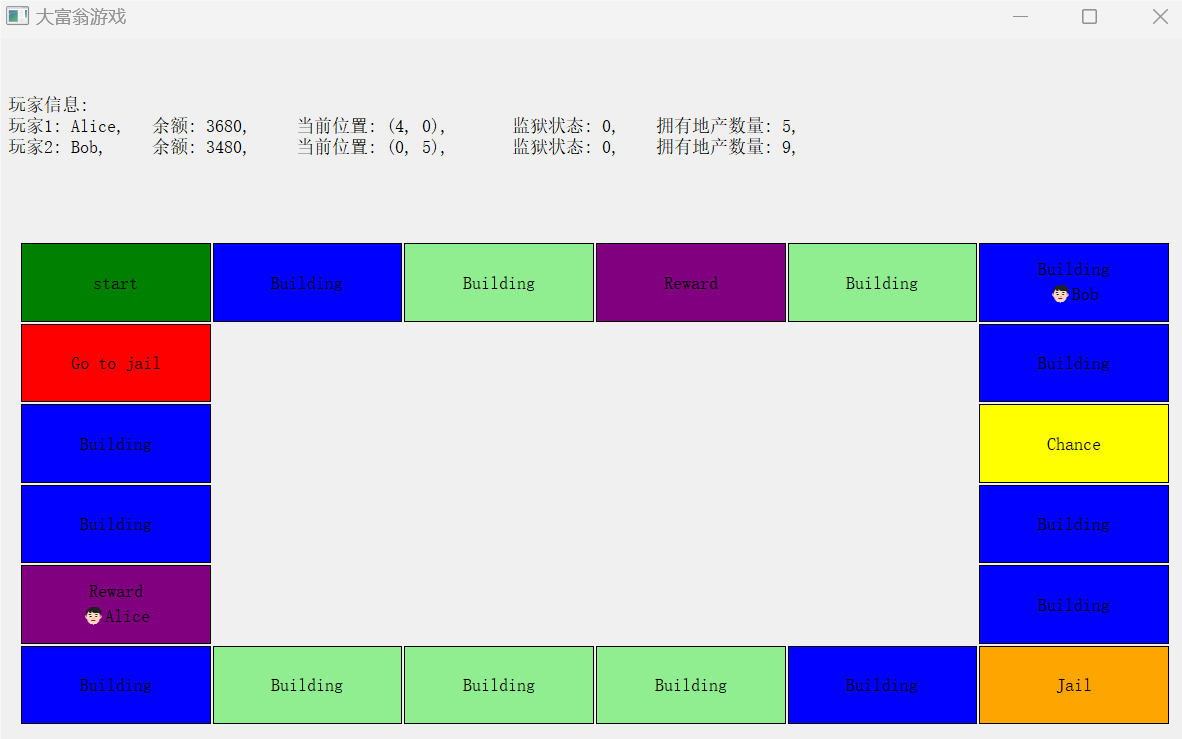 大富翁游戏
玩家信息:
玩家1: Alice, 余额: 3680, 当前位置: (4, 0), 监狱状态: 0, 拥有地产数量: 5,
玩家2: Bob, 余额: 3480, 当前位置: (0, 5), 监狱状态: 0, 拥有地产数量: 9,
start
Building
Building
Reward
Building
Building
Bob
Go to jail
Building
Building
Chance
Building
Building
Reward
Alice
Building
Building
Building
Building
Building
Building
Jail